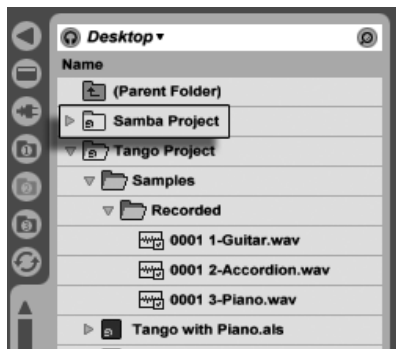 Desktop
Name
(Parent Folder)
Samba Project
Tango Project
Samples
Recorded
0001 1-Guitar.wav
0001 2-Accordion.wav
0001 3-Piano.wav
Tango with Piano.als